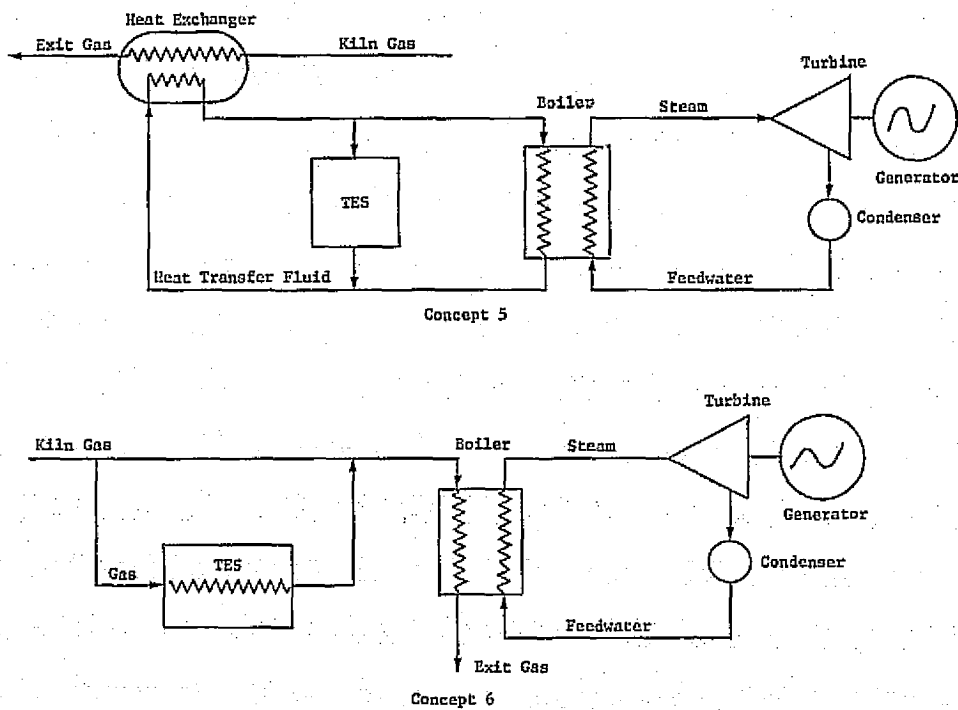 Heat Exchanger
Exit Gas
Kiln Gas
Turbine
Boiler
Steam
TES
Generator
Condenser
Heat Transfer Fluid
Feedwater
Concept 5
Turbine
Kiln Gas
Boiler
Steam
Generator
TES
Gas
Condenser
Feedwater
Exit Gas
Concept 6